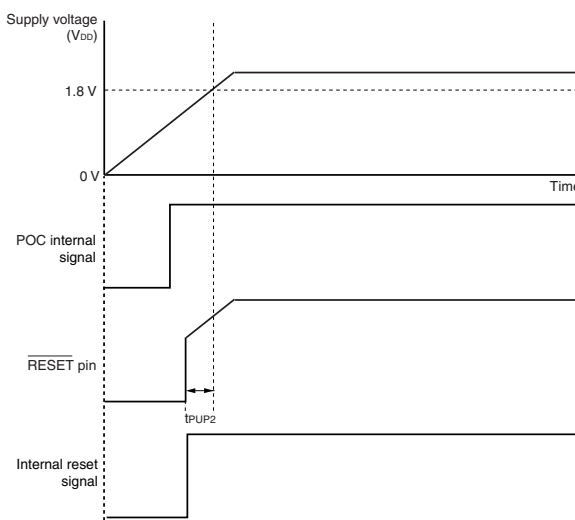 Supply voltage
(VDD)
1.8 V
0 V
Time
POC internal
signal
RESET pin
tPUP2
Internal reset
signal